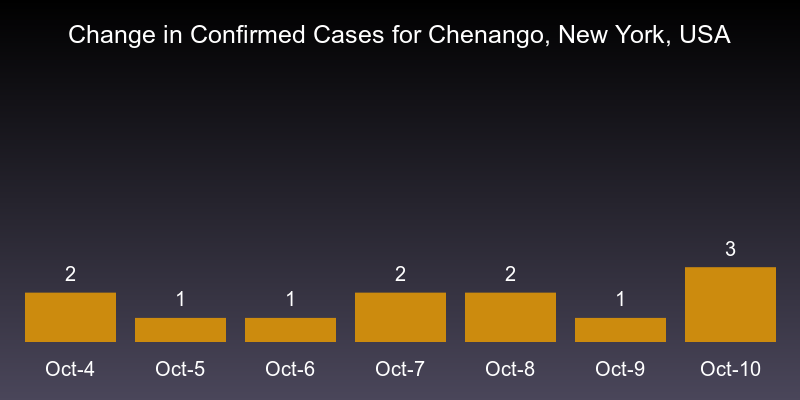 Change in Confirmed Cases for Chenango, New York, USA
2 1 1 2 2 1 3
Oct-4 Oct-5 Oct-6 Oct-7 Oct-8 Oct-9 Oct-10